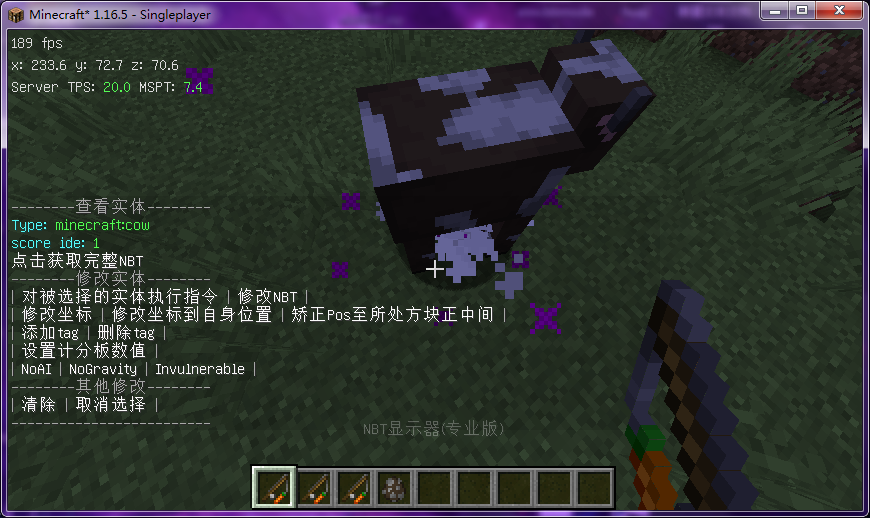 Minecraft* 1.16.5 - Singleplayer
189 fps
x: 233.6 y: 72.7 z: 70.6
Server TPS: 20.0 MSPT: 7.4
--------查看实体--------
Type: minecraft:cow
score ide: 1
点击获取完整NBT
--------修改实体--------
| 对被选择的实体执行指令 | 修改NBT |
| 修改坐标 | 修改坐标到自身位置 | 矫正Pos至所处方块正中间 |
| 添加tag | 删除tag |
| 设置计分板数值 |
| NoAI | NoGravity | Invulnerable |
--------其他修改--------
| 清除 | 取消选择 |
-------------------------
NBT显示器(专业版)